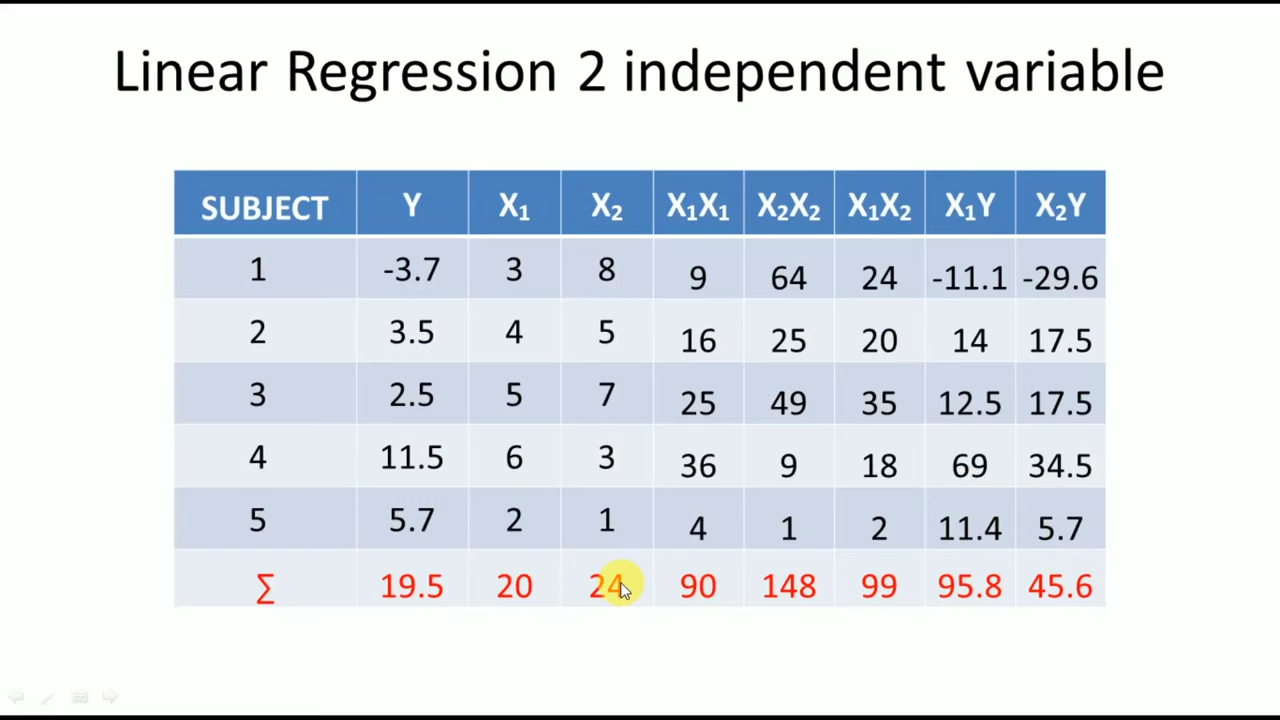 Linear Regression 2 independent variable
SUBJECT Y X₁ X₂ X₁X₁ X₂X₂ X₁X₂ X₁Y X₂Y
1 -3.7 3 8 9 64 24 -11.1 -29.6
2 3.5 4 5 16 25 20 14 17.5
3 2.5 5 7 25 49 35 12.5 17.5
4 11.5 6 3 36 9 18 69 34.5
5 5.7 2 1 4 1 2 11.4 5.7
∑ 19.5 20 24 90 148 99 95.8 45.6